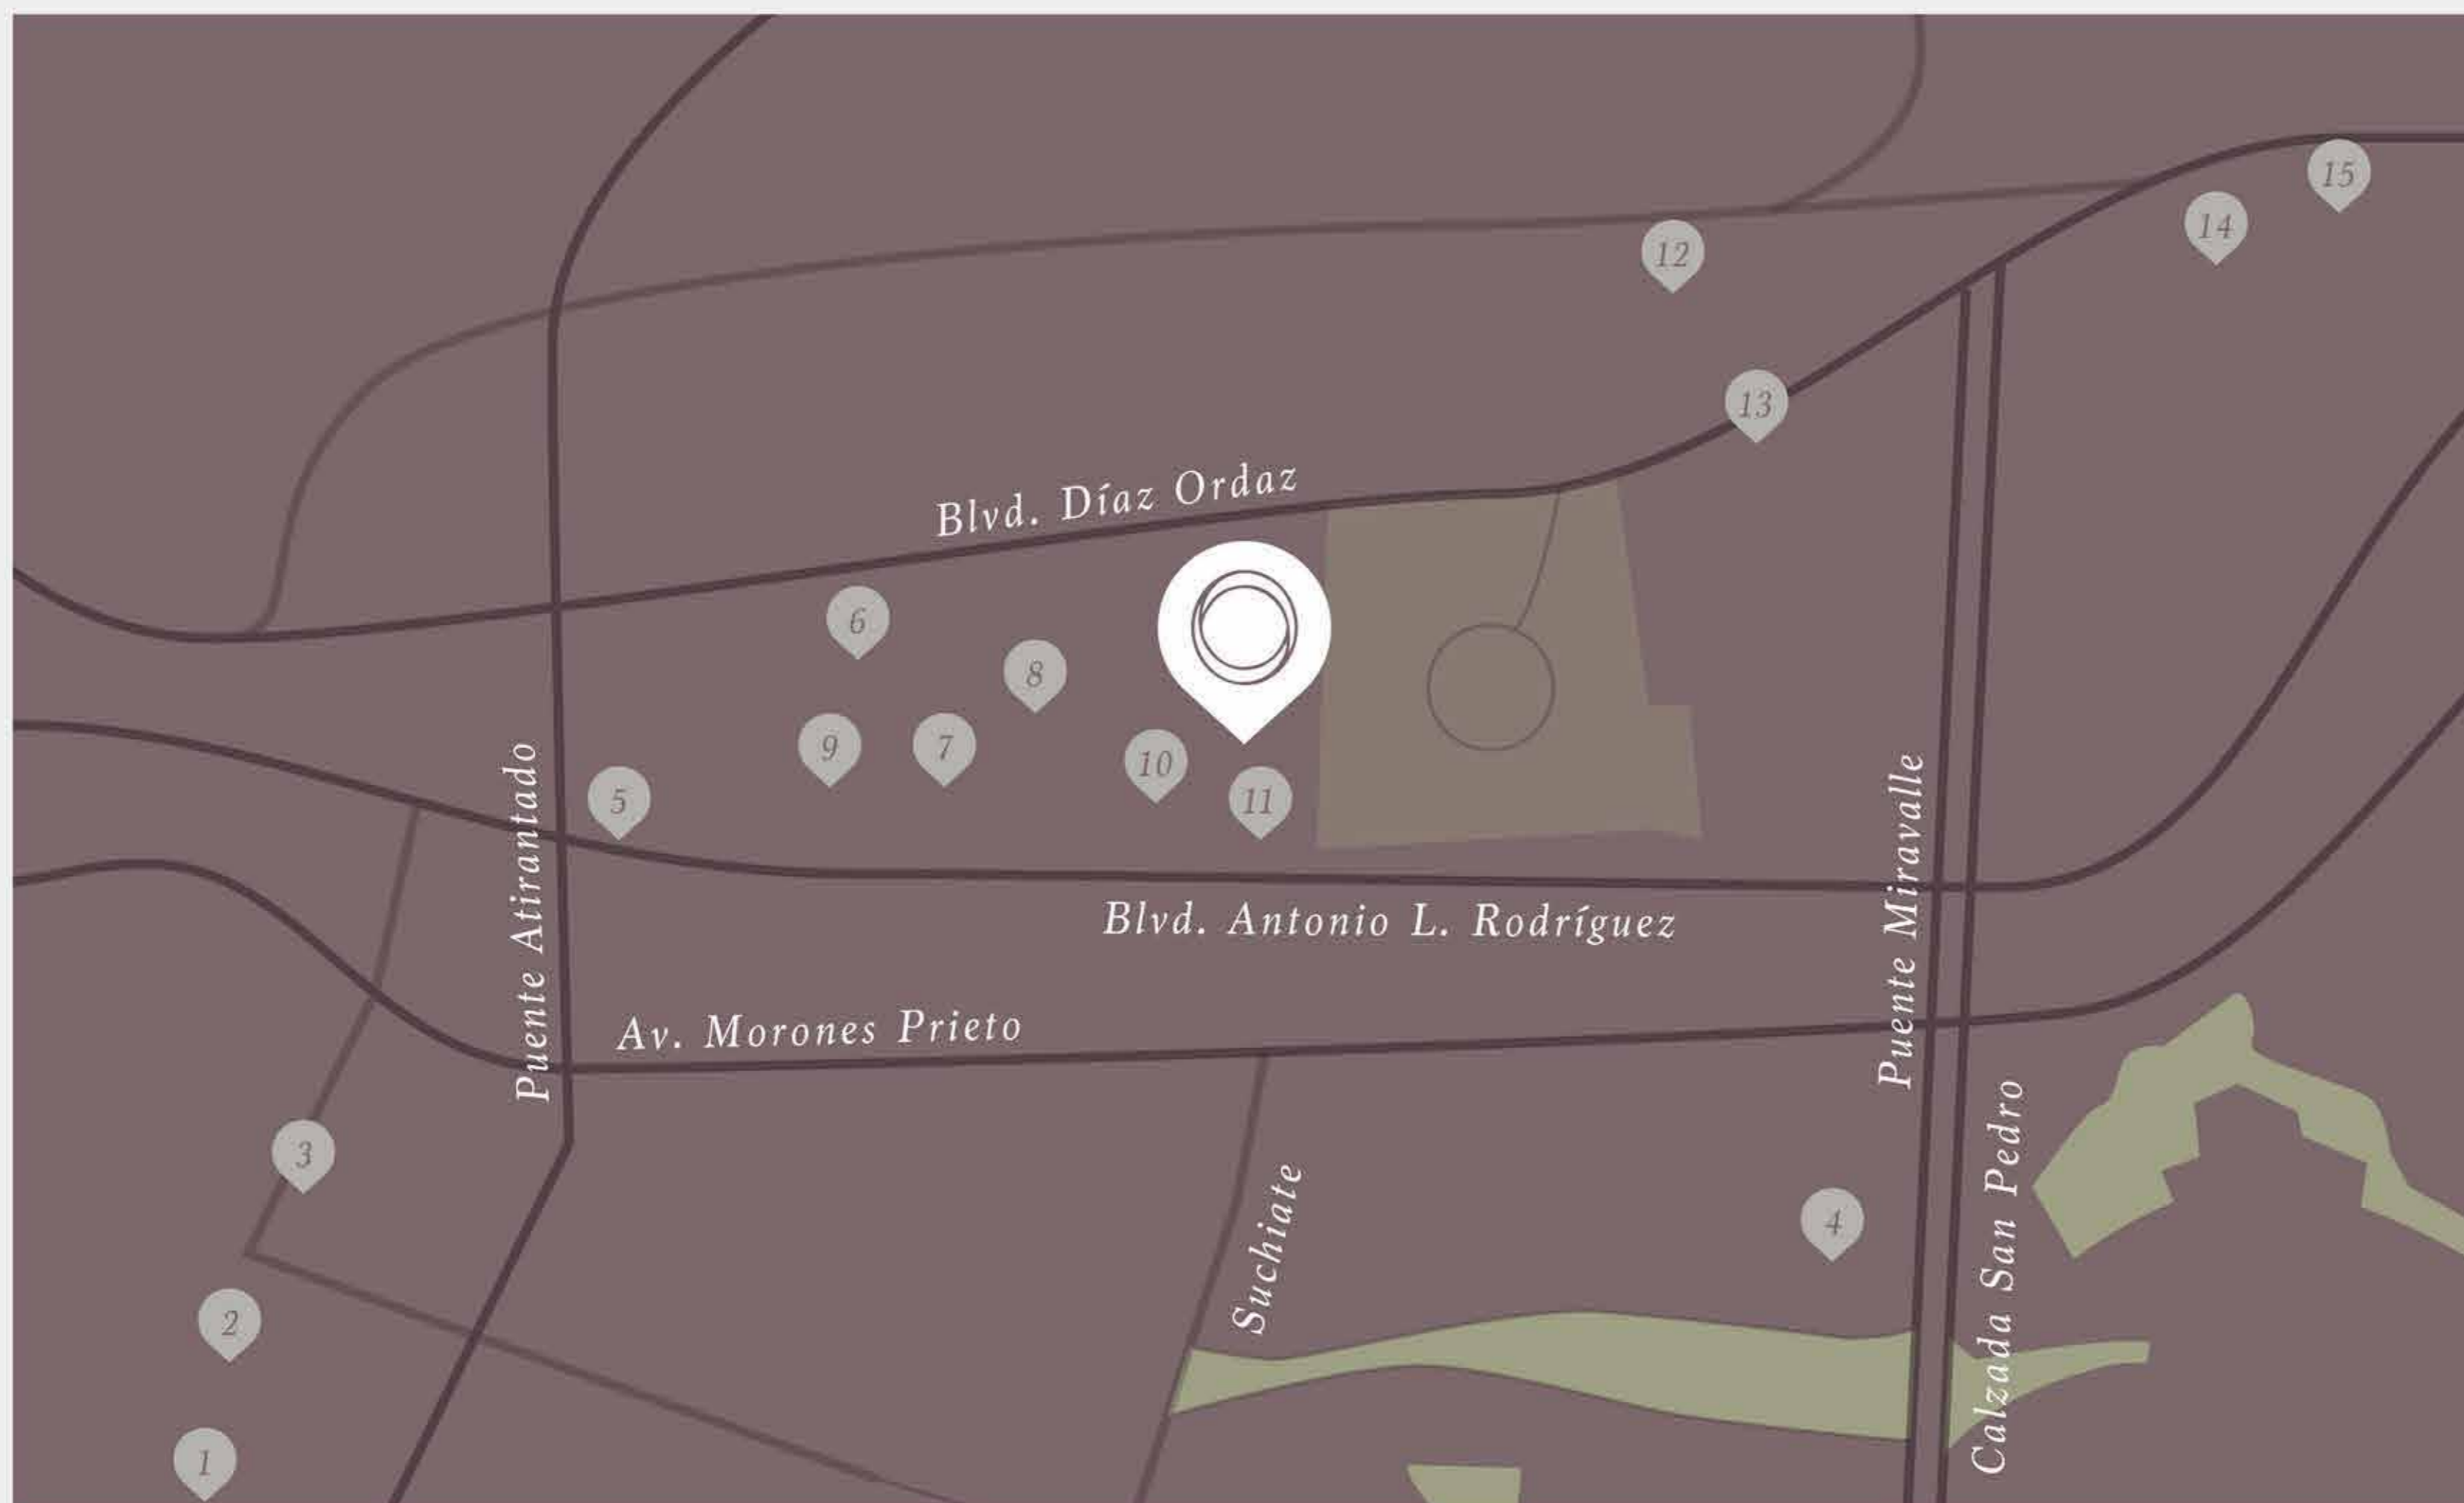 15
14
12
13
Blvd. Díaz Ordaz
6
8
9
7
10
5
11
Puente Atirantado
Puente Miravalle
Blvd. Antonio L. Rodríguez
Av. Morones Prieto
3
Suchiate
4
Calzada San Pedro
2
1